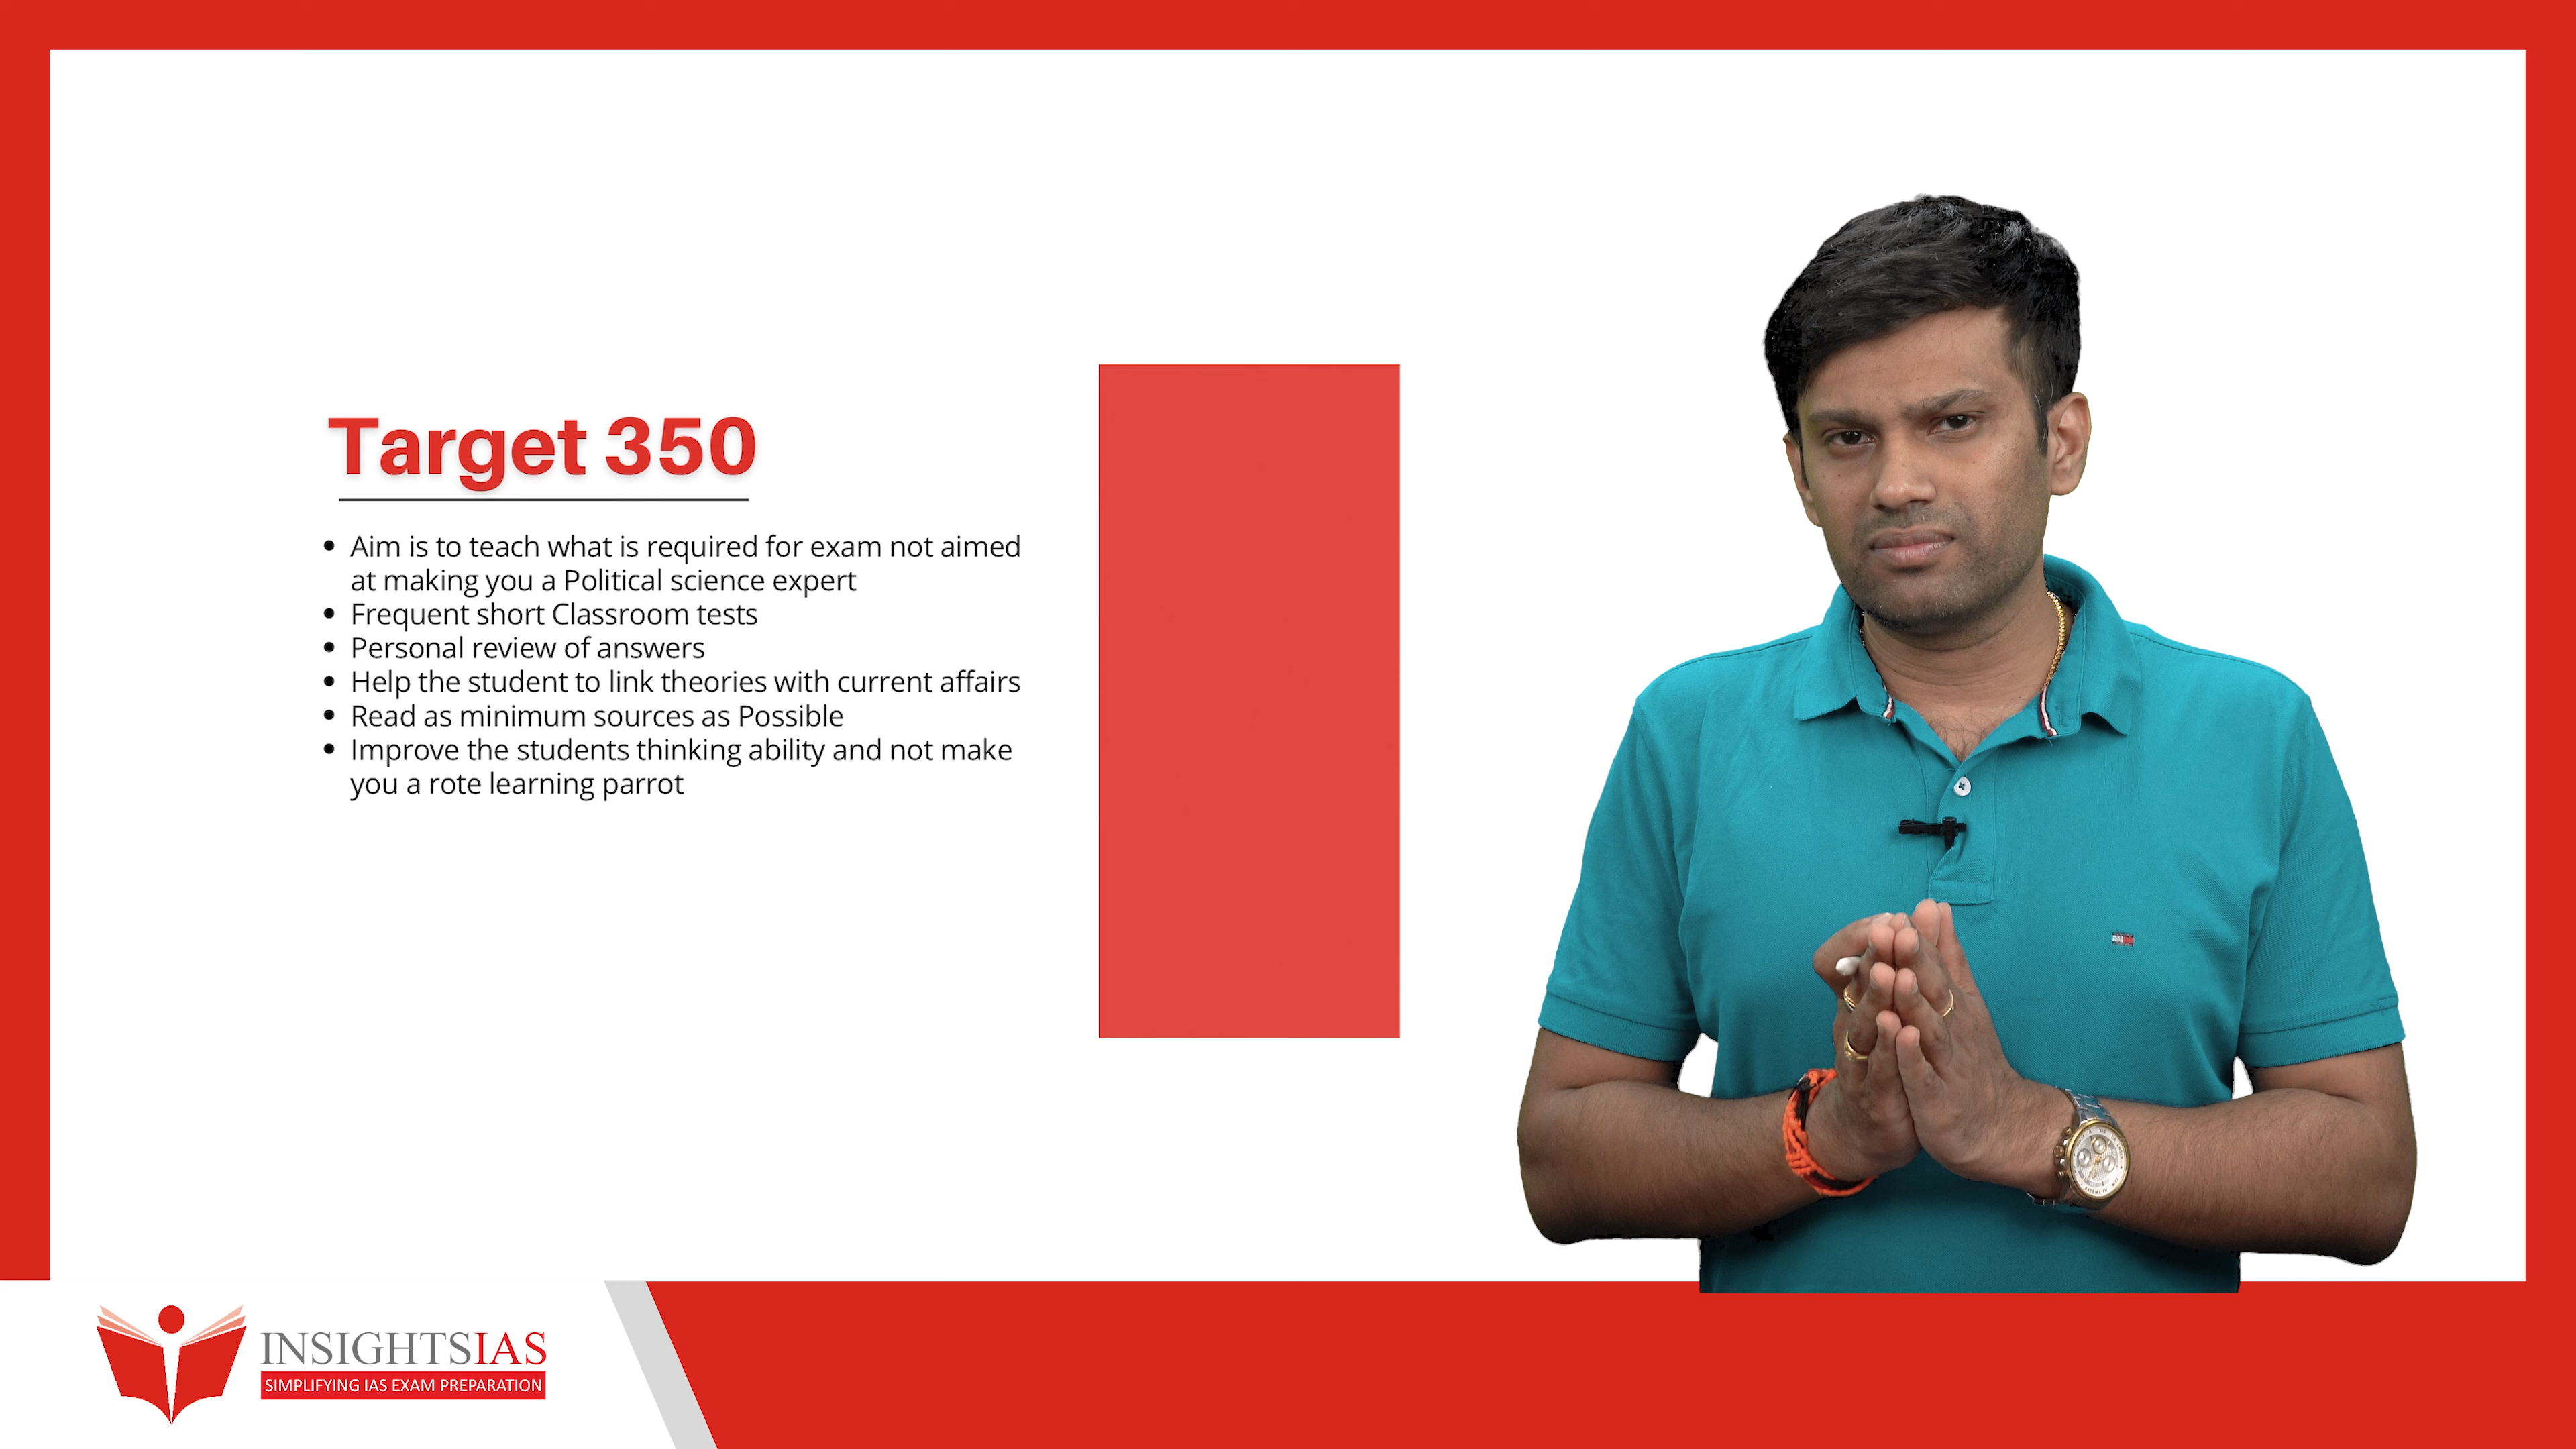 Target 350
Aim is to teach what is required for exam not aimed
at making you a Political science expert
Frequent short Classroom tests
Personal review of answers
Help the student to link theories with current affairs
Read as minimum sources as Possible
Improve the students thinking ability and not make
you a rote learning parrot
INSIGHTSIAS
SIMPLIFYING IAS EXAM PREPARATION